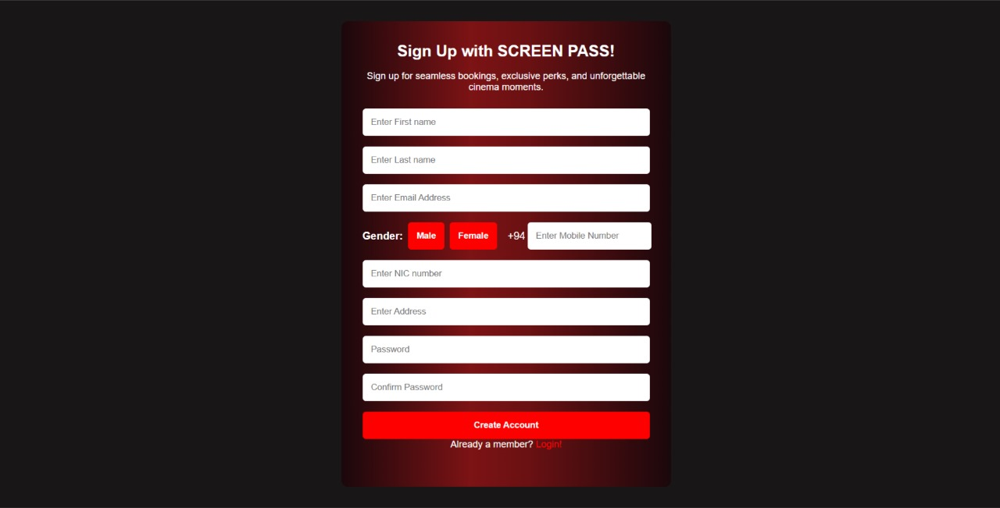 Sign Up with SCREEN PASS!
Sign up for seamless bookings, exclusive perks, and unforgettable
cinema moments.
Enter First name
Enter Last name
Enter Email Address
Gender: Male Female +94 Enter Mobile Number
Enter NIC number
Enter Address
Password
Confirm Password
Create Account
Already a member? Login!